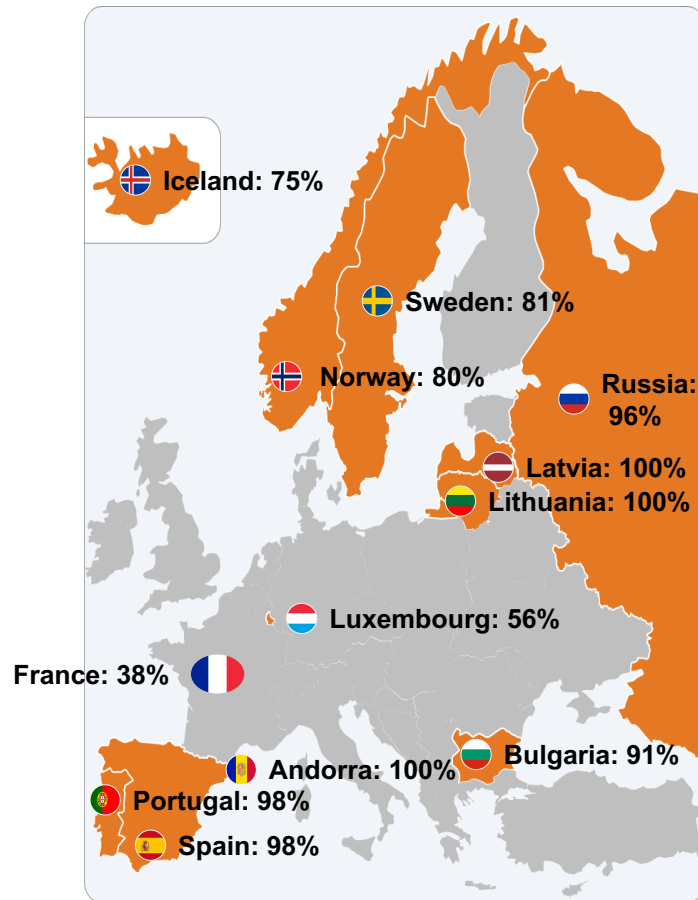 Iceland: 75%
Sweden: 81%
Norway: 80%
Russia:
96%
Latvia: 100%
Lithuania: 100%
Luxembourg: 56%
France: 38%
Bulgaria: 91%
Andorra: 100%
Portugal: 98%
Spain: 98%